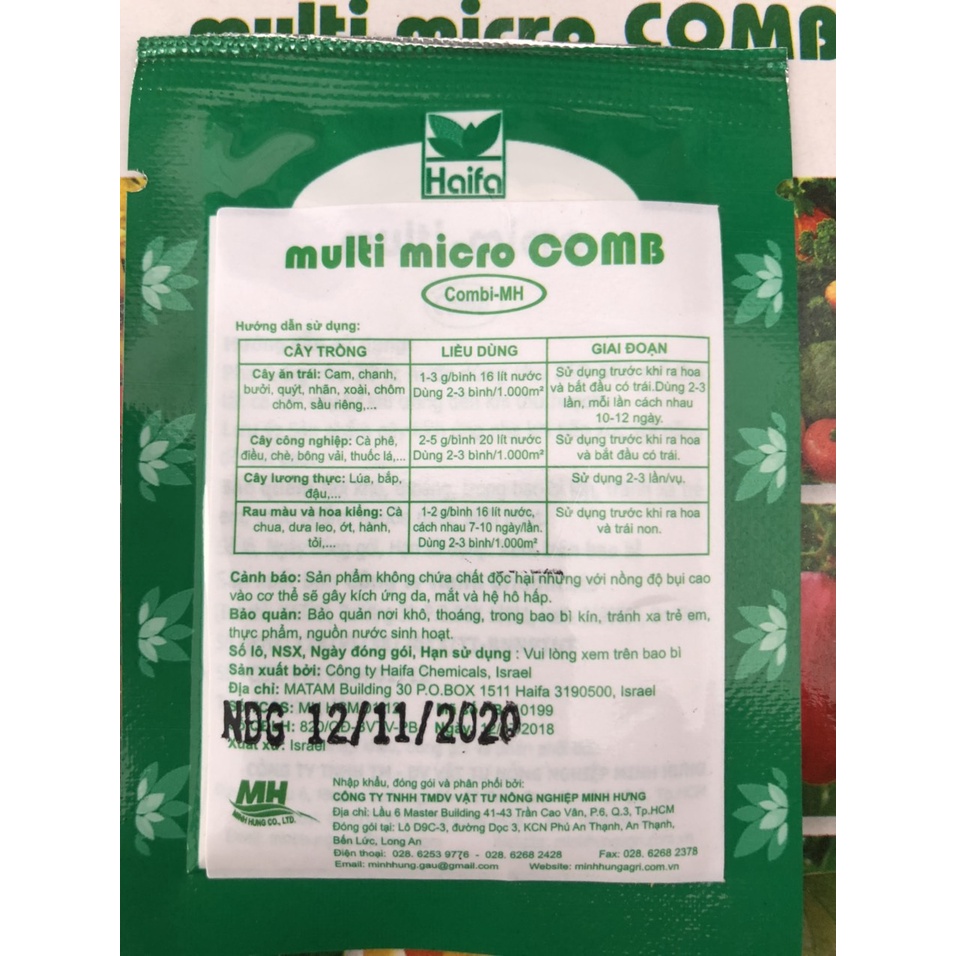 multi micro COMB
Haifa
multi micro COMB
Combi-MH
Hướng dẫn sử dụng:
CÂY TRỒNG LIỀU DÙNG GIAI ĐOẠN
Cây ăn trái: Cam, chanh, bưởi, quýt, nhãn, xoài, chôm chôm, sầu riêng,... 1-3 g/bình 16 lít nước Dùng 2-3 bình/1.000m² Sử dụng trước khi ra hoa và bắt đầu có trái.Dùng 2-3 lần, mỗi lần cách nhau 10-12 ngày.
Cây công nghiệp: Cà phê, điều, chè, bông vải, thuốc lá,... 2-5 g/bình 20 lít nước Dùng 2-3 bình/1.000m² Sử dụng trước khi ra hoa và bắt đầu có trái.
Cây lương thực: Lúa, bắp, đậu,... Sử dụng 2-3 lần/vụ.
Rau màu và hoa kiểng: Cà chua, dưa leo, ớt, hành, tỏi,... 1-2 g/bình 16 lít nước, cách nhau 7-10 ngày/lần. Dùng 2-3 bình/1.000m² Sử dụng trước khi ra hoa và trái non.
Cảnh báo: Sản phẩm không chứa chất độc hại nhưng với nồng độ bụi cao
vào cơ thể sẽ gây kích ứng da, mắt và hệ hô hấp.
Bảo quản: Bảo quản nơi khô, thoáng, trong bao bì kín, tránh xa trẻ em,
thực phẩm, nguồn nước sinh hoạt.
Số lô, NSX, Ngày đóng gói, Hạn sử dụng : Vui lòng xem trên bao bì
Sản xuất bởi: Công ty Haifa Chemicals, Israel
Địa chỉ: MATAM Building 30 P.O.BOX 1511 Haifa 3190500, Israel
NĐG 12/11/2020
Xuất xứ: Israel
MH
MINH HUNG CO., LTD.
Nhập khẩu, đóng gói và phân phối bởi:
CÔNG TY TNHH TMDV VẬT TƯ NÔNG NGHIỆP MINH HƯNG
Địa chỉ: Lầu 6 Master Building 41-43 Trần Cao Vân, P.6, Q.3, Tp.HCM
Đóng gói tại: Lô D9C-3, đường Dọc 3, KCN Phú An Thạnh, An Thạnh,
Bến Lức, Long An
Điện thoại: 028. 6253 9776 - 028. 6268 2428 Fax: 028. 6268 2378
Email: minhhung.gau@gmail.com Website: minhhungagri.com.vn